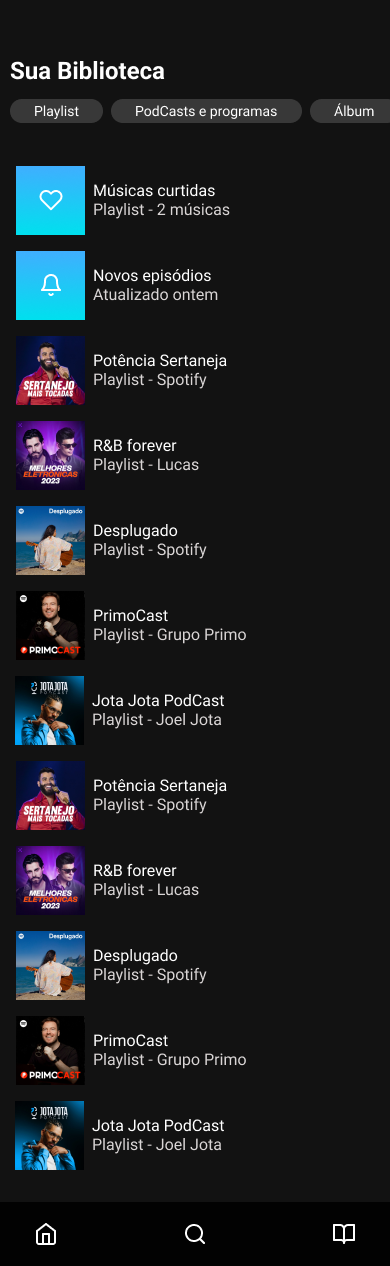 Sua Biblioteca
Playlist
PodCasts e programas
Álbum
Músicas curtidas
Playlist - 2 músicas
Novos episódios
Atualizado ontem
SERTANEJO
MAIS TOCADAS
Potência Sertaneja
Playlist - Spotify
MELHORES
ELETRÔNICAS
2023
R&B forever
Playlist - Lucas
Desplugado
Desplugado
Playlist - Spotify
PRIMOCAST
PrimoCast
Playlist - Grupo Primo
JOTA JOTA
PODCAST
Jota Jota PodCast
Playlist - Joel Jota
SERTANEJO
MAIS TOCADAS
Potência Sertaneja
Playlist - Spotify
MELHORES
ELETRÔNICAS
2023
R&B forever
Playlist - Lucas
Desplugado
Desplugado
Playlist - Spotify
PRIMOCAST
PrimoCast
Playlist - Grupo Primo
JOTA JOTA
PODCAST
Jota Jota PodCast
Playlist - Joel Jota